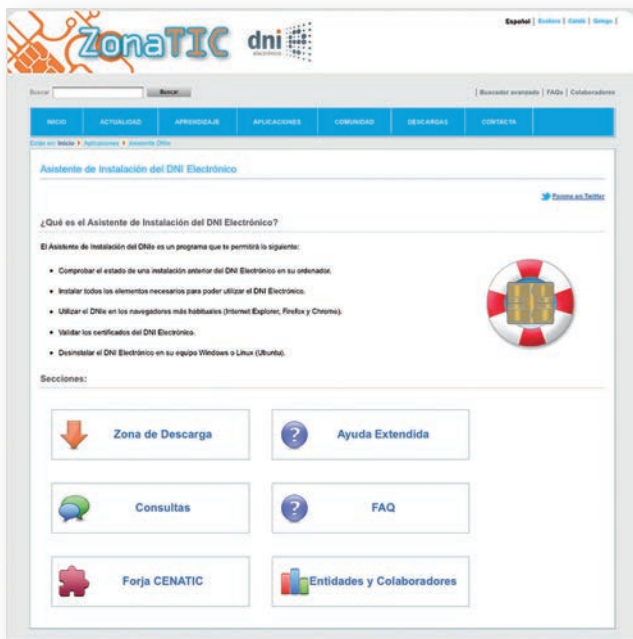 ZonaTIC dni
electrónico
Español | Euskera | Català | Galego |
Buscar Buscar | Buscador avanzado | FAQs | Colaboradores
INICIO ACTUALIDAD APRENDIZAJE APLICACIONES COMUNIDAD DESCARGAS CONTACTA
Estás en: Inicio Aplicaciones Asistente DNIe
Asistente de Instalación del DNI Electrónico
Ponme en Twitter
¿Qué es el Asistente de Instalación del DNI Electrónico?
El Asistente de Instalación del DNIe es un programa que te permitirá lo siguiente:
• Comprobar el estado de una instalación anterior del DNI Electrónico en su ordenador.
• Instalar todos los elementos necesarios para poder utilizar el DNI Electrónico.
• Utilizar el DNIe en los navegadores más habituales (Internet Explorer, Firefox y Chrome).
• Validar los certificados del DNI Electrónico.
• Desinstalar el DNI Electrónico en su equipo Windows o Linux (Ubuntu).
Secciones:
Zona de Descarga ? Ayuda Extendida
Consultas ? FAQ
Forja CENATIC Entidades y Colaboradores